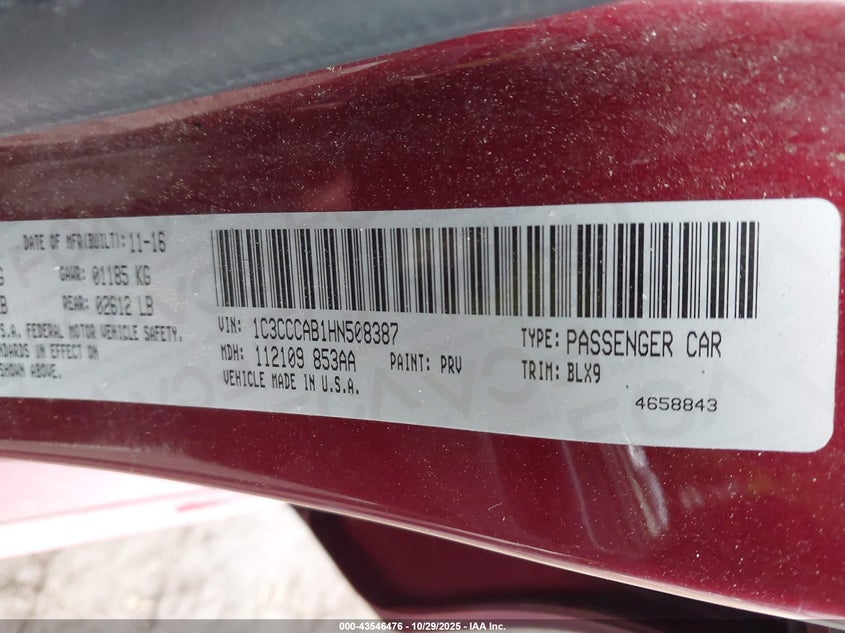 DATE OF MFR(BUILT): 11-16
GAWR: 01185 KG
REAR: 02612 LB
FEDERAL MOTOR VEHICLE SAFETY.
IN EFFECT ON
SHOWN ABOVE.
VIN: 1C3CCCAB1HN508387
MDH: 112109 853AA PAINT: PRV
VEHICLE MADE IN U.S.A.
TYPE: PASSENGER CAR
TRIM: BLX9
4658843
000-43546476 - 10/29/2025 - IAA Inc.